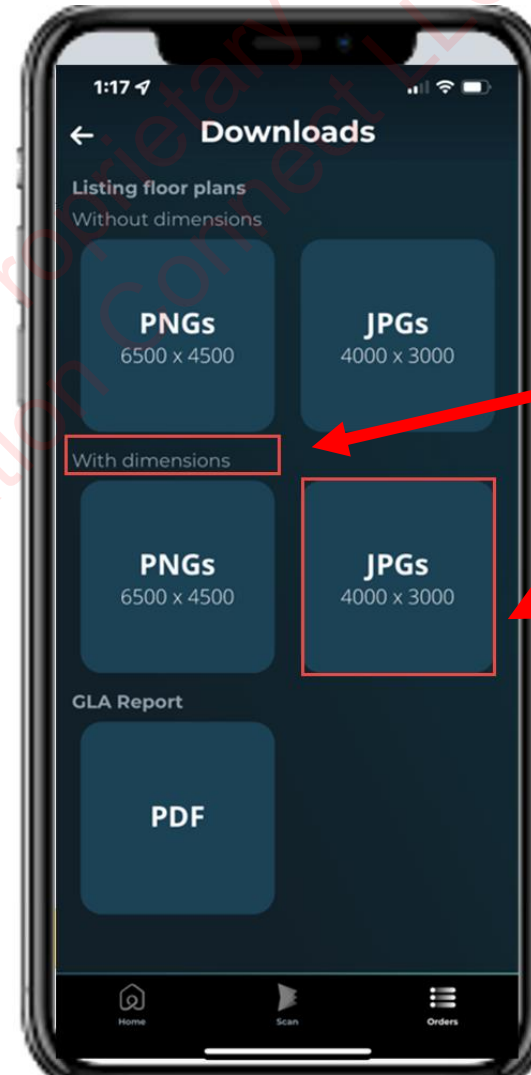 1:17
Downloads
Listing floor plans
Without dimensions
PNGs
6500 x 4500
JPGs
4000 x 3000
With dimensions
PNGs
6500 x 4500
JPGs
4000 x 3000
GLA Report
PDF
Home
Scan
Orders